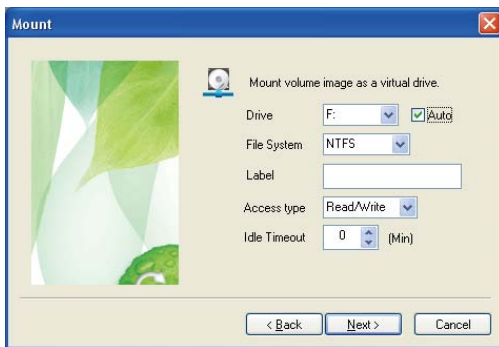 Mount
Mount volume image as a virtual drive.
Drive F: Auto
File System NTFS
Label
Access type Read/Write
Idle Timeout 0 (Min)
< Back Next > Cancel